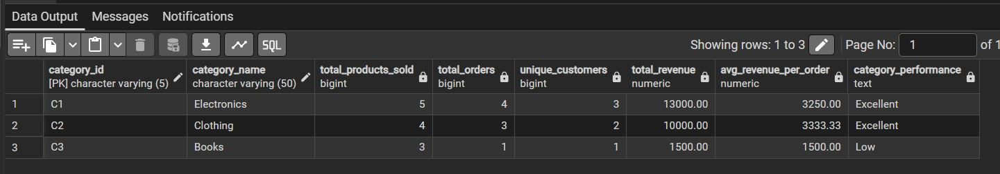 Data Output Messages Notifications
SQL Showing rows: 1 to 3 Page No: 1 of 1
category_id category_name total_products_sold total_orders unique_customers total_revenue avg_revenue_per_order category_performance
[PK] character varying (5) character varying (50) bigint bigint bigint numeric numeric text
1 C1 Electronics 5 4 3 13000.00 3250.00 Excellent
2 C2 Clothing 4 3 2 10000.00 3333.33 Excellent
3 C3 Books 3 1 1 1500.00 1500.00 Low